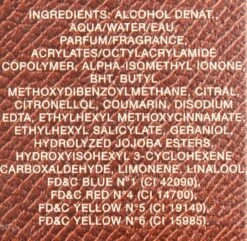 INGREDIENTS: ALCOHOL DENAT.,
AQUA/WATER/EAU,
PARFUM/FRAGRANCE,
ACRYLATES/OCTYLACRYLAMIDE
COPOLYMER, ALPHA-ISOMETHYL IONONE,
BHT, BUTYL
METHOXYDIBENZOYLMETHANE, CITRAL,
CITRONELLOL, COUMARIN, DISODIUM
EDTA, ETHYLHEXYL METHOXYCINNAMATE,
ETHYLHEXYL SALICYLATE, GERANIOL,
HYDROLYZED JOJOBA ESTERS,
HYDROXYISOHEXYL 3-CYCLOHEXENE
CARBOXALDEHYDE, LIMONENE, LINALOOL,
FD&C BLUE N°1 (CI 42090),
FD&C RED N°4 (CI 14700),
FD&C YELLOW N°5 (CI 19140),
FD&C YELLOW N°6 (CI 15985).